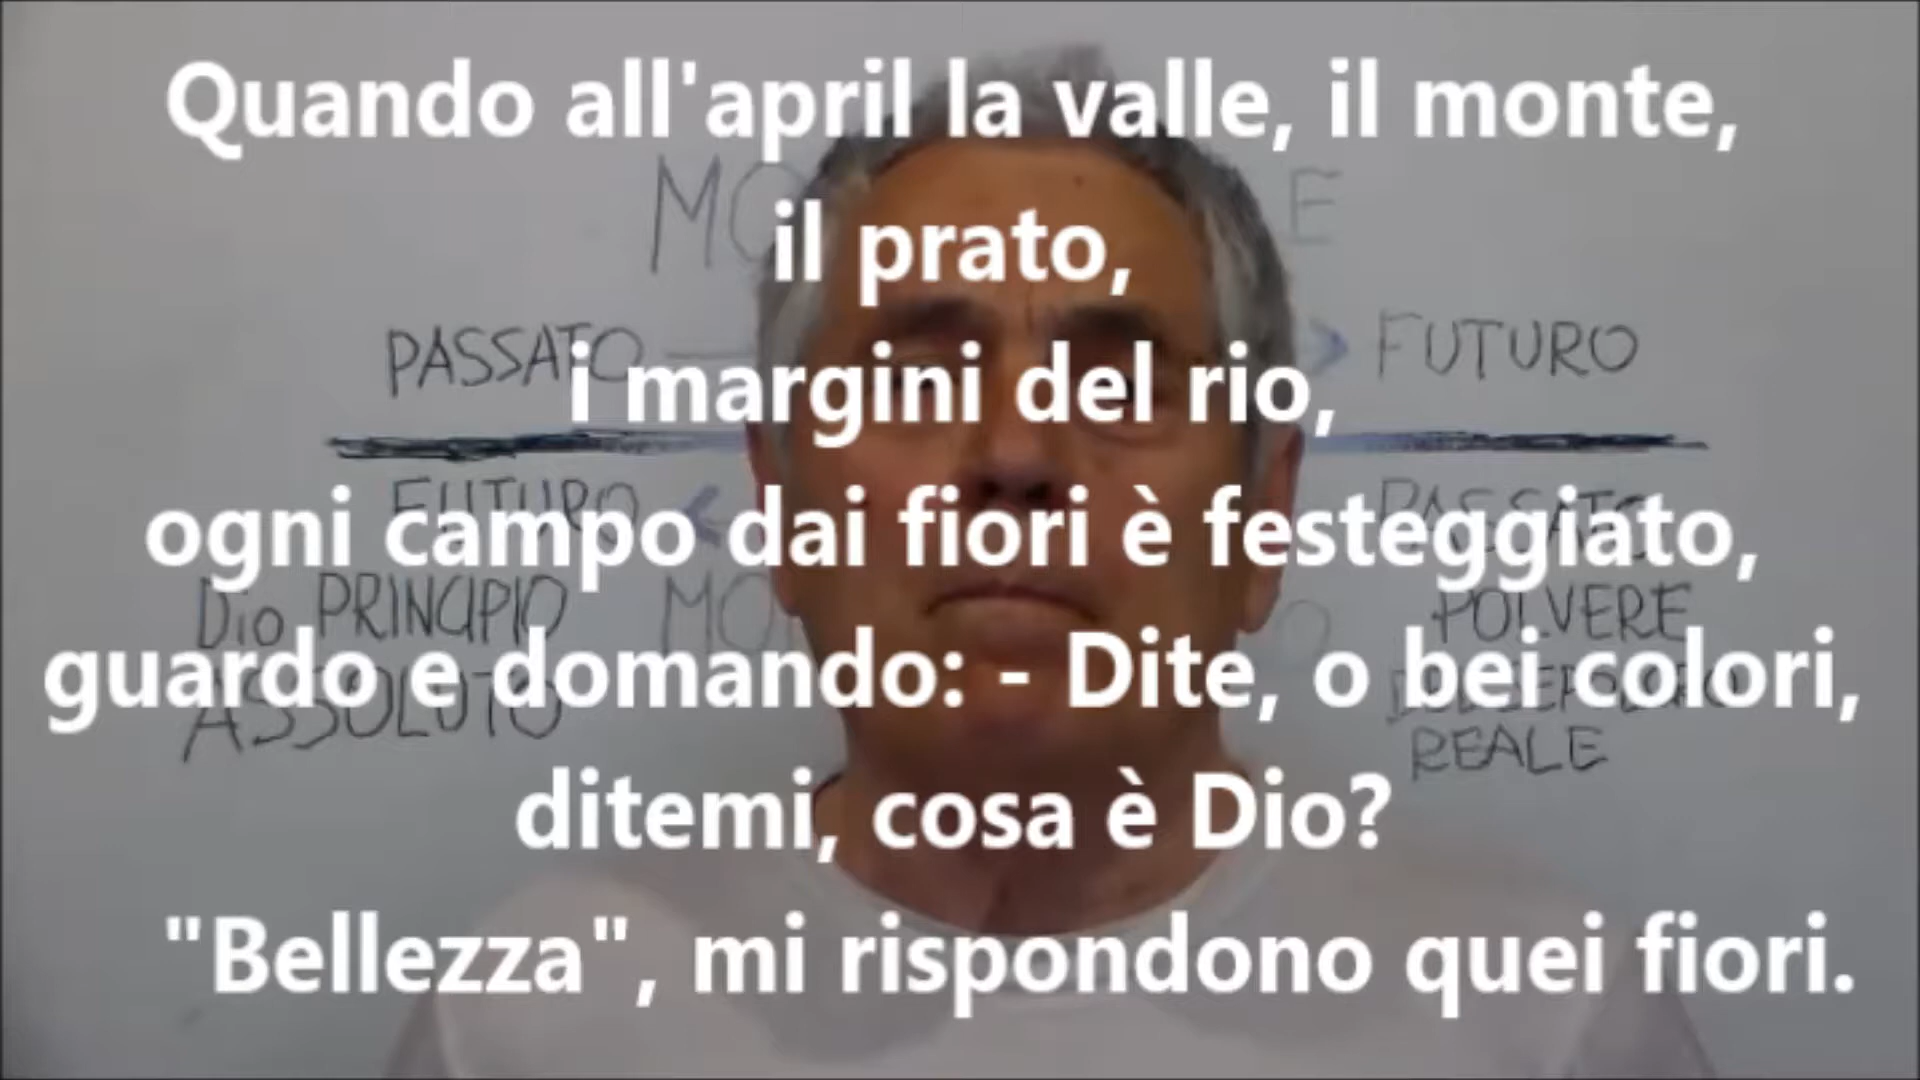 Quando all'april la valle, il monte,
il prato,
i margini del rio,
ogni campo dai fiori è festeggiato,
guardo e domando: - Dite, o bei colori,
ditemi, cosa è Dio?
"Bellezza", mi rispondono quei fiori.
PASSATO
FUTURO
FUTURO
PASSATO
Dio PRINCIPIO
ASSOLUTO
POLVERE
REALE